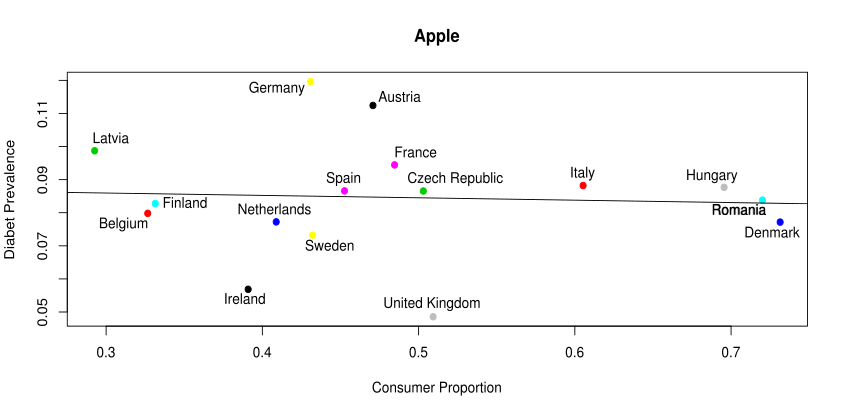 Apple
Germany
Austria
Latvia
France
Spain
Czech Republic
Italy
Hungary
Finland
Belgium
Netherlands
Sweden
Romania
Denmark
Ireland
United Kingdom
0.11
0.09
0.07
0.05
Diabet Prevalence
0.3 0.4 0.5 0.6 0.7
Consumer Proportion